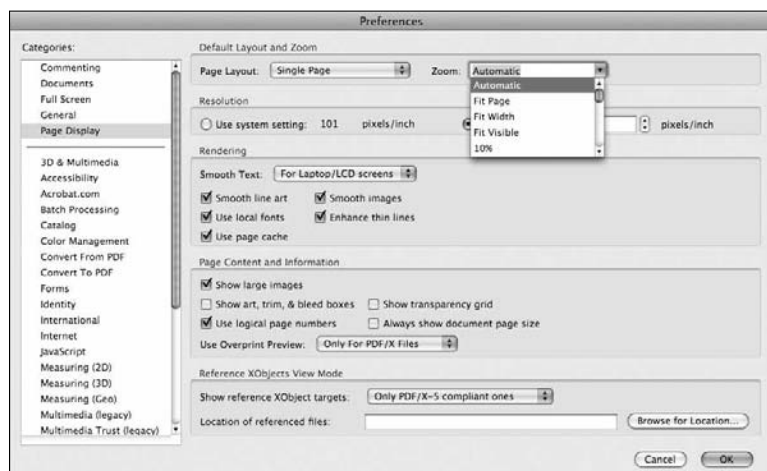 Preferences
Categories:
Commenting
Documents
Full Screen
General
Page Display
3D & Multimedia
Accessibility
Acrobat.com
Batch Processing
Catalog
Color Management
Convert From PDF
Convert To PDF
Forms
Identity
International
Internet
JavaScript
Measuring (2D)
Measuring (3D)
Measuring (Geo)
Multimedia (legacy)
Multimedia Trust (legacy)
Default Layout and Zoom
Page Layout: Single Page Zoom: Automatic
Automatic
Fit Page
Fit Width
Fit Visible
10%
Resolution
Use system setting: 101 pixels/inch pixels/inch
Rendering
Smooth Text: For Laptop/LCD screens
Smooth line art Smooth images
Use local fonts Enhance thin lines
Use page cache
Page Content and Information
Show large images
Show art, trim, & bleed boxes Show transparency grid
Use logical page numbers Always show document page size
Use Overprint Preview: Only For PDF/X Files
Reference XObjects View Mode
Show reference XObject targets: Only PDF/X-5 compliant ones
Location of referenced files: Browse for Location...
Cancel OK